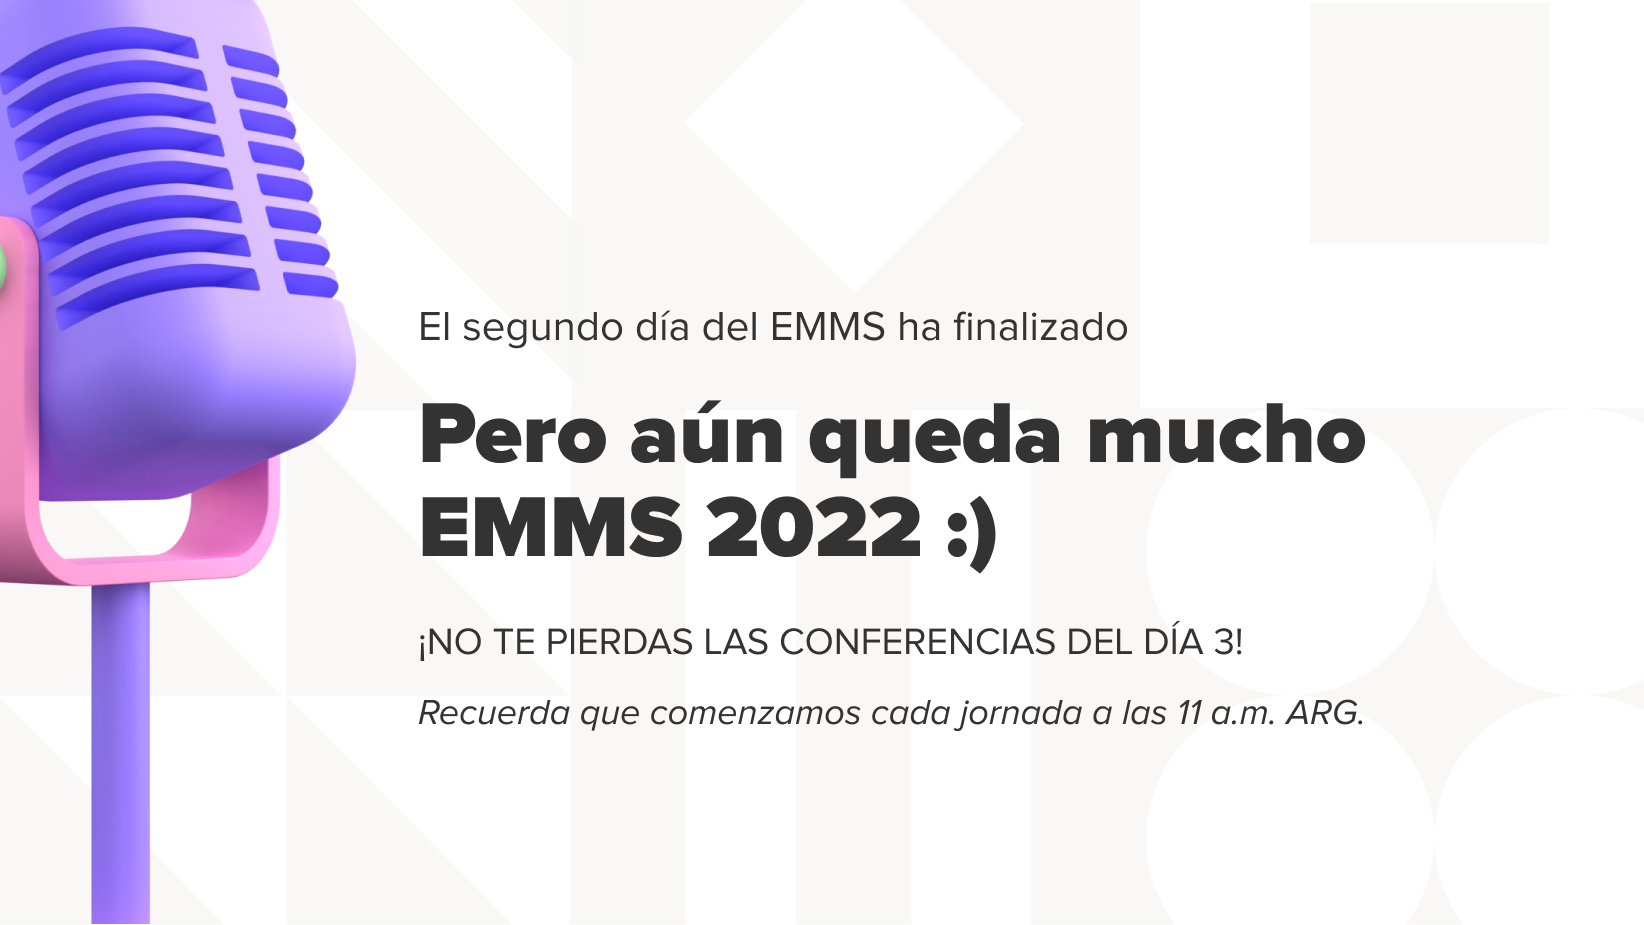 El segundo día del EMMS ha finalizado
Pero aún queda mucho
EMMS 2022 :)
¡NO TE PIERDAS LAS CONFERENCIAS DEL DÍA 3!
Recuerda que comenzamos cada jornada a las 11 a.m. ARG.